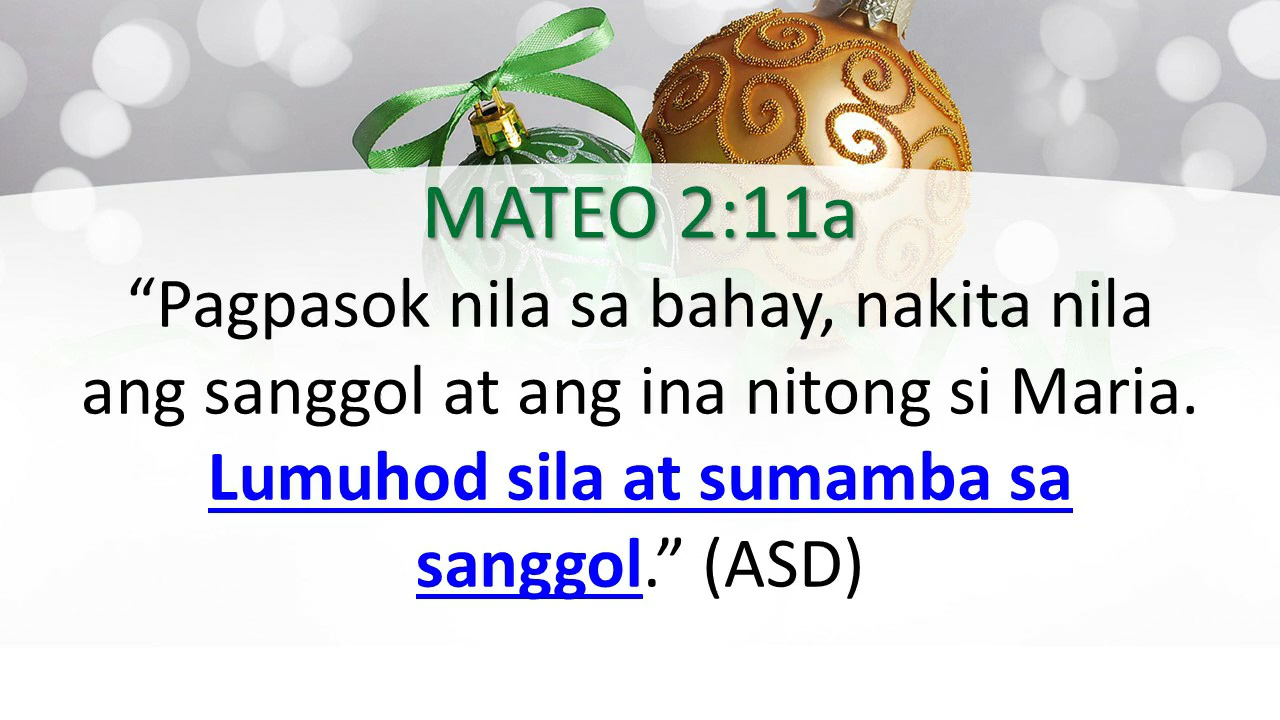 MATEO 2:11a
“Pagpasok nila sa bahay, nakita nila
ang sanggol at ang ina nitong si Maria.
Lumuhod sila at sumamba sa
sanggol.” (ASD)